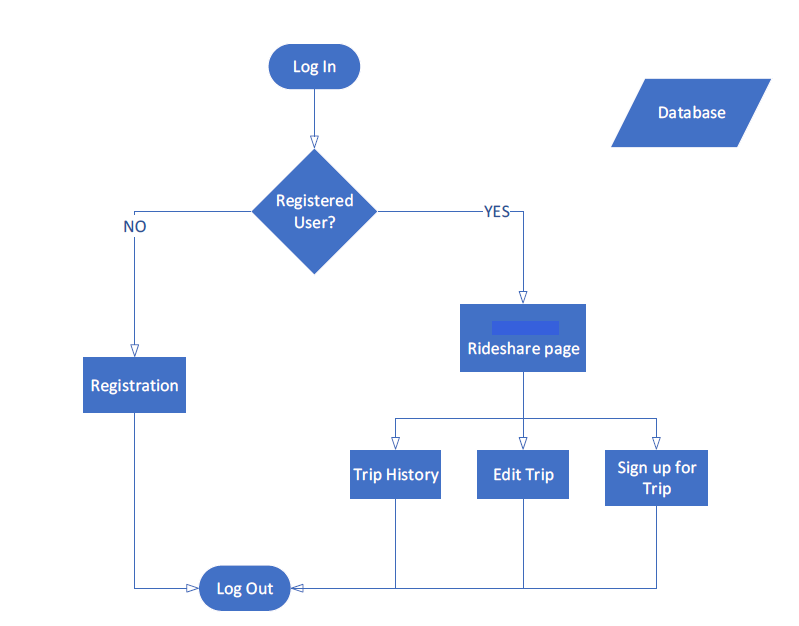 Log In
Database
Registered
User?
NO
YES
Rideshare page
Registration
Trip History
Edit Trip
Sign up for
Trip
Log Out